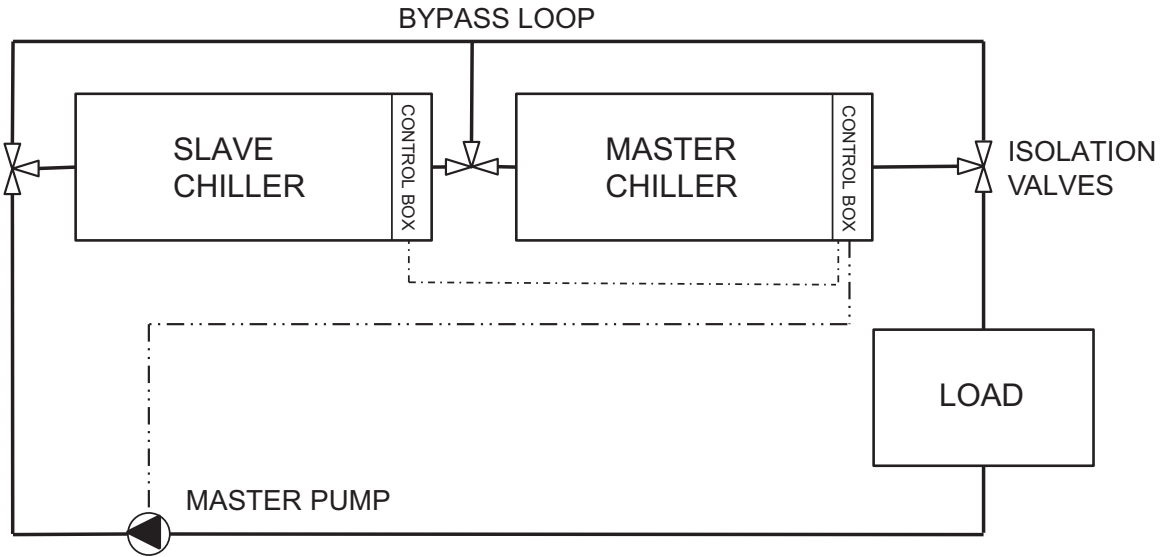 BYPASS LOOP
SLAVE
CHILLER
CONTROL BOX
MASTER
CHILLER
CONTROL BOX
ISOLATION
VALVES
LOAD
MASTER PUMP